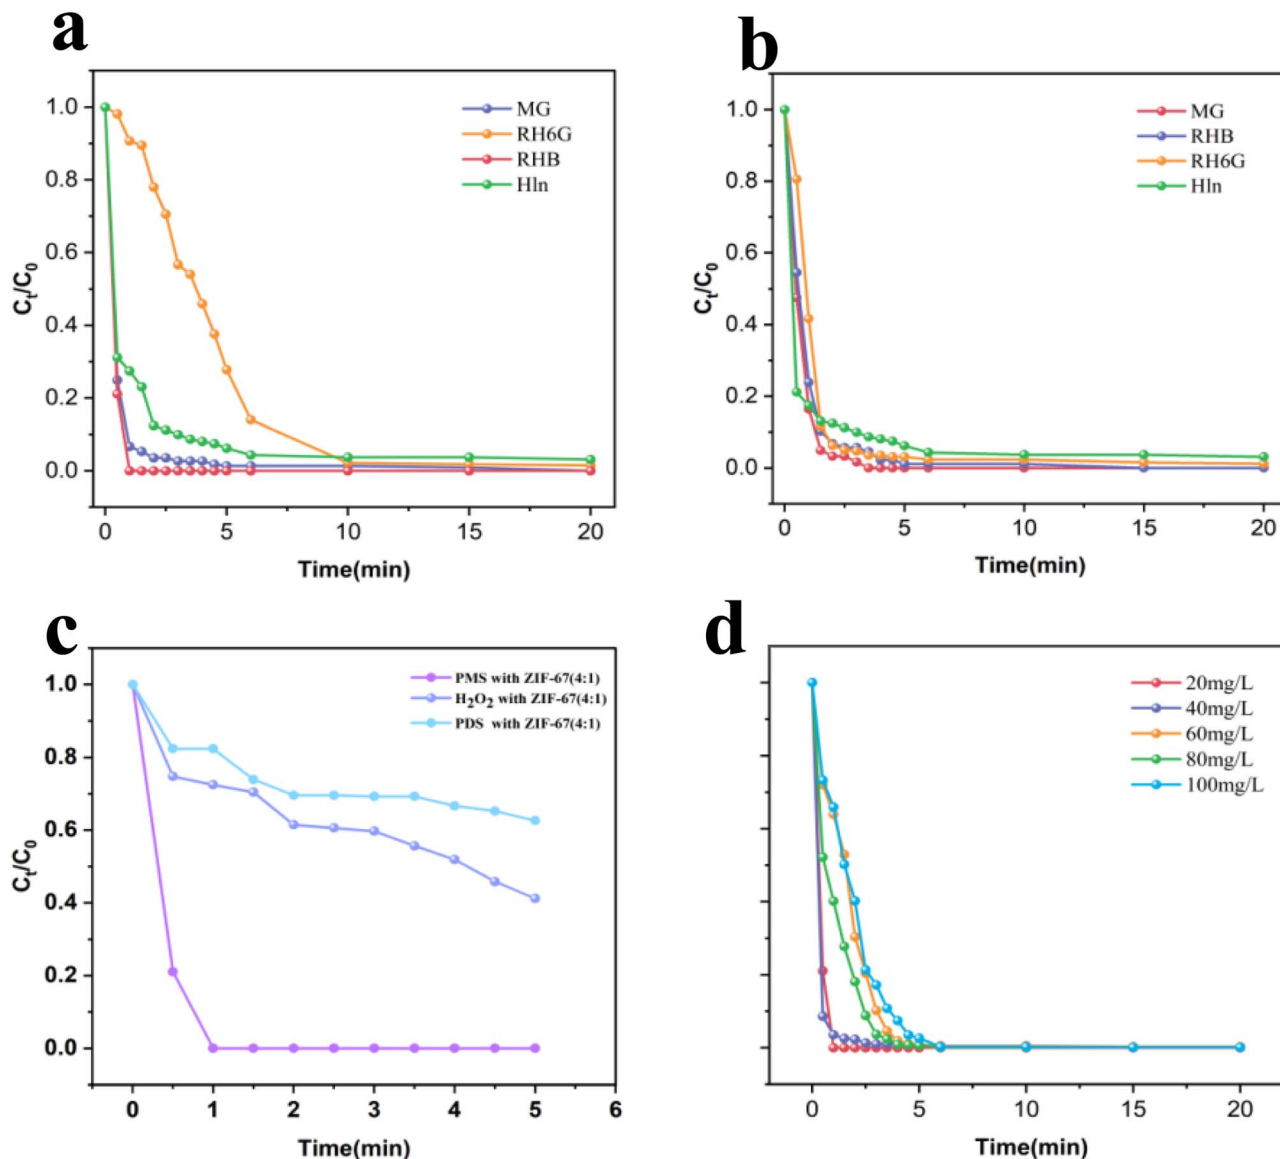 a
1.0
0.8
0.6
0.4
0.2
0.0
Ct/C0
MG
RH6G
RHB
Hln
0 5 10 15 20
Time(min)
b
1.0
0.8
0.6
0.4
0.2
0.0
Ct/C0
MG
RHB
RH6G
Hln
0 5 10 15 20
Time(min)
c
1.0
0.8
0.6
0.4
0.2
0.0
Ct/C0
PMS with ZIF-67(4:1)
H2O2 with ZIF-67(4:1)
PDS with ZIF-67(4:1)
0 1 2 3 4 5 6
Time(min)
d
20mg/L
40mg/L
60mg/L
80mg/L
100mg/L
0 5 10 15 20
Time(min)